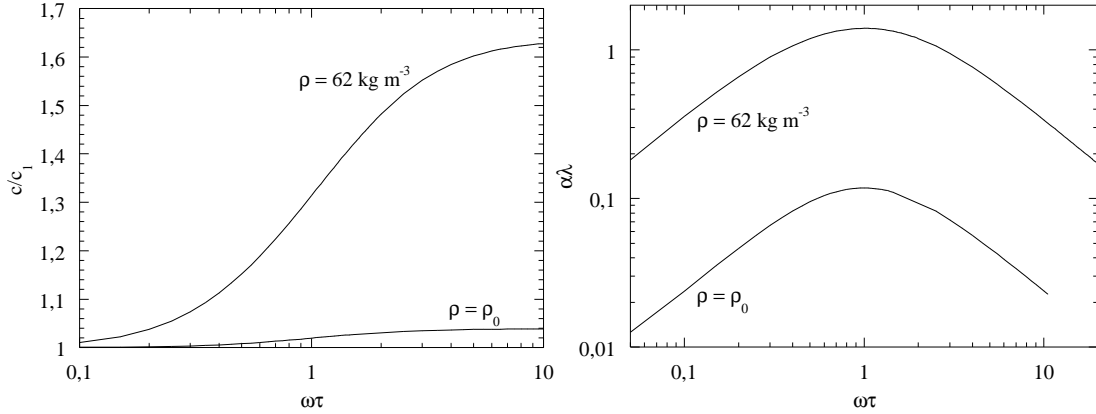 1,7
1,6
1,5
1,4
1,3
1,2
1,1
1
c/c₁
ρ = 62 kg m⁻³
ρ = ρ₀
0,1
1
10
ωτ
1
0,1
0,01
αλ
ρ = 62 kg m⁻³
ρ = ρ₀
0,1
1
10
ωτ